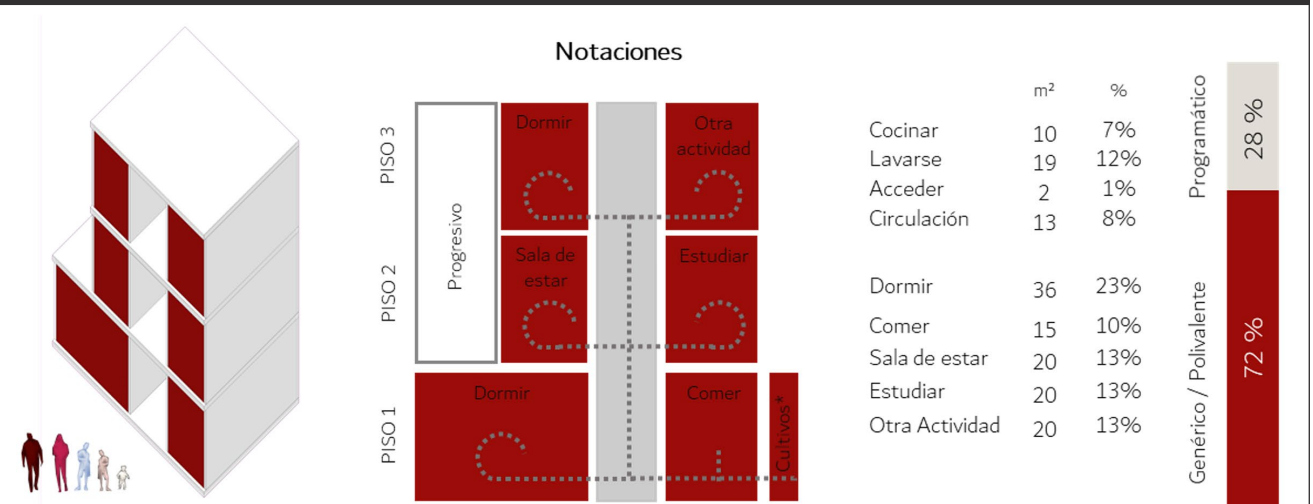 Notaciones
PISO 3
PISO 2
PISO 1
Progresivo
Dormir
Otra
actividad
Sala de
estar
Estudiar
Dormir
Comer
Cultivos*
m² %
Cocinar 10 7%
Lavarse 19 12%
Acceder 2 1%
Circulación 13 8%
Dormir 36 23%
Comer 15 10%
Sala de estar 20 13%
Estudiar 20 13%
Otra Actividad 20 13%
Programático
28 %
Genérico / Polivalente
72 %